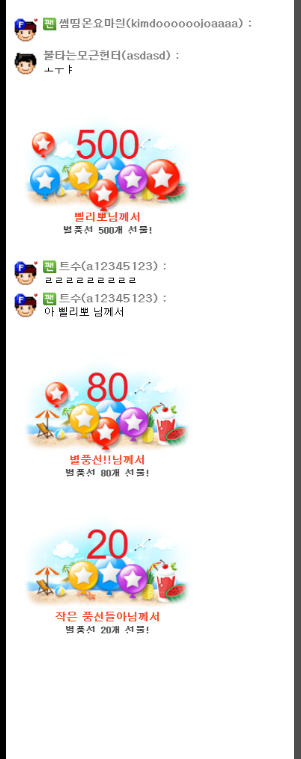 F 팬 썸띵온요마읜(kimdoooooojoaaaa) :
불타는모근헌터(asdasd) :
ㅗㅜㅑ
500
삘리뽀님께서
별풍선 500개 선물!
F 팬 트수(a12345123) :
ㄹㄹㄹㄹㄹㄹㄹㄹㄹ
F 팬 트수(a12345123) :
아 삘리뽀 님께서
80
별풍선!!님께서
별풍선 80개 선물!
20
작은 풍선들아님께서
별풍선 20개 선물!